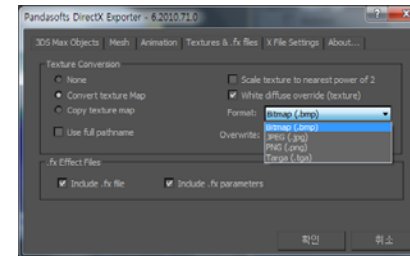 Pandasoft DirectX Exporter - 6.2010.71.0
3DS Max Objects Mesh Animation Textures & .fx files X File Settings About...
Texture Conversion
None
Convert texture Map
Copy texture map
Use full pathname
Scale texture to nearest power of 2
White diffuse override (texture)
Format: Bitmap (.bmp)
Bitmap (.bmp)
JPEG (.jpg)
PNG (.png)
Targa (.tga)
Overwrite:
.fx Effect Files
Include .fx file Include .fx parameters
확인 취소